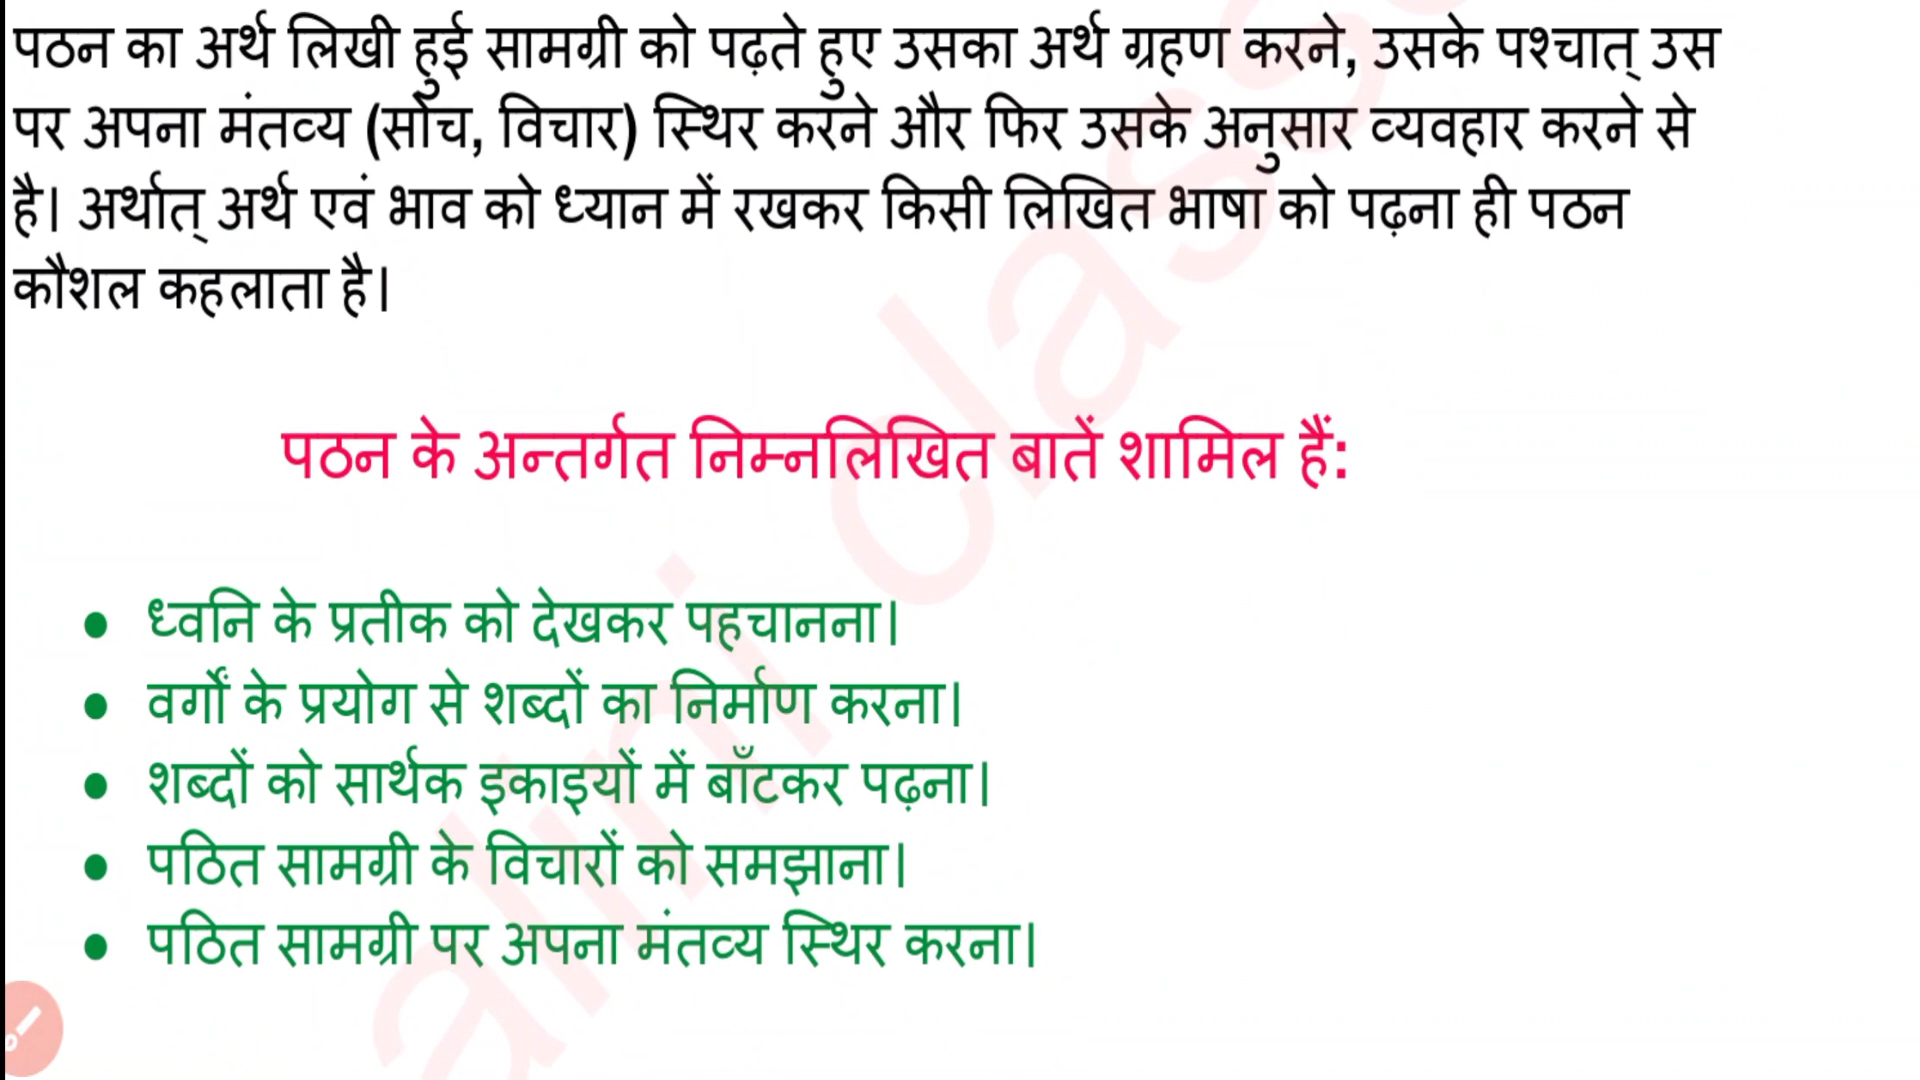 पठन का अर्थ लिखी हुई सामग्री को पढ़ते हुए उसका अर्थ ग्रहण करने, उसके पश्चात् उस
पर अपना मंतव्य (सोच, विचार) स्थिर करने और फिर उसके अनुसार व्यवहार करने से
है। अर्थात् अर्थ एवं भाव को ध्यान में रखकर किसी लिखित भाषा को पढ़ना ही पठन
कौशल कहलाता है।
पठन के अन्तर्गत निम्नलिखित बातें शामिल हैं:
● ध्वनि के प्रतीक को देखकर पहचानना।
● वर्गों के प्रयोग से शब्दों का निर्माण करना।
● शब्दों को सार्थक इकाइयों में बाँटकर पढ़ना।
● पठित सामग्री के विचारों को समझाना।
● पठित सामग्री पर अपना मंतव्य स्थिर करना।